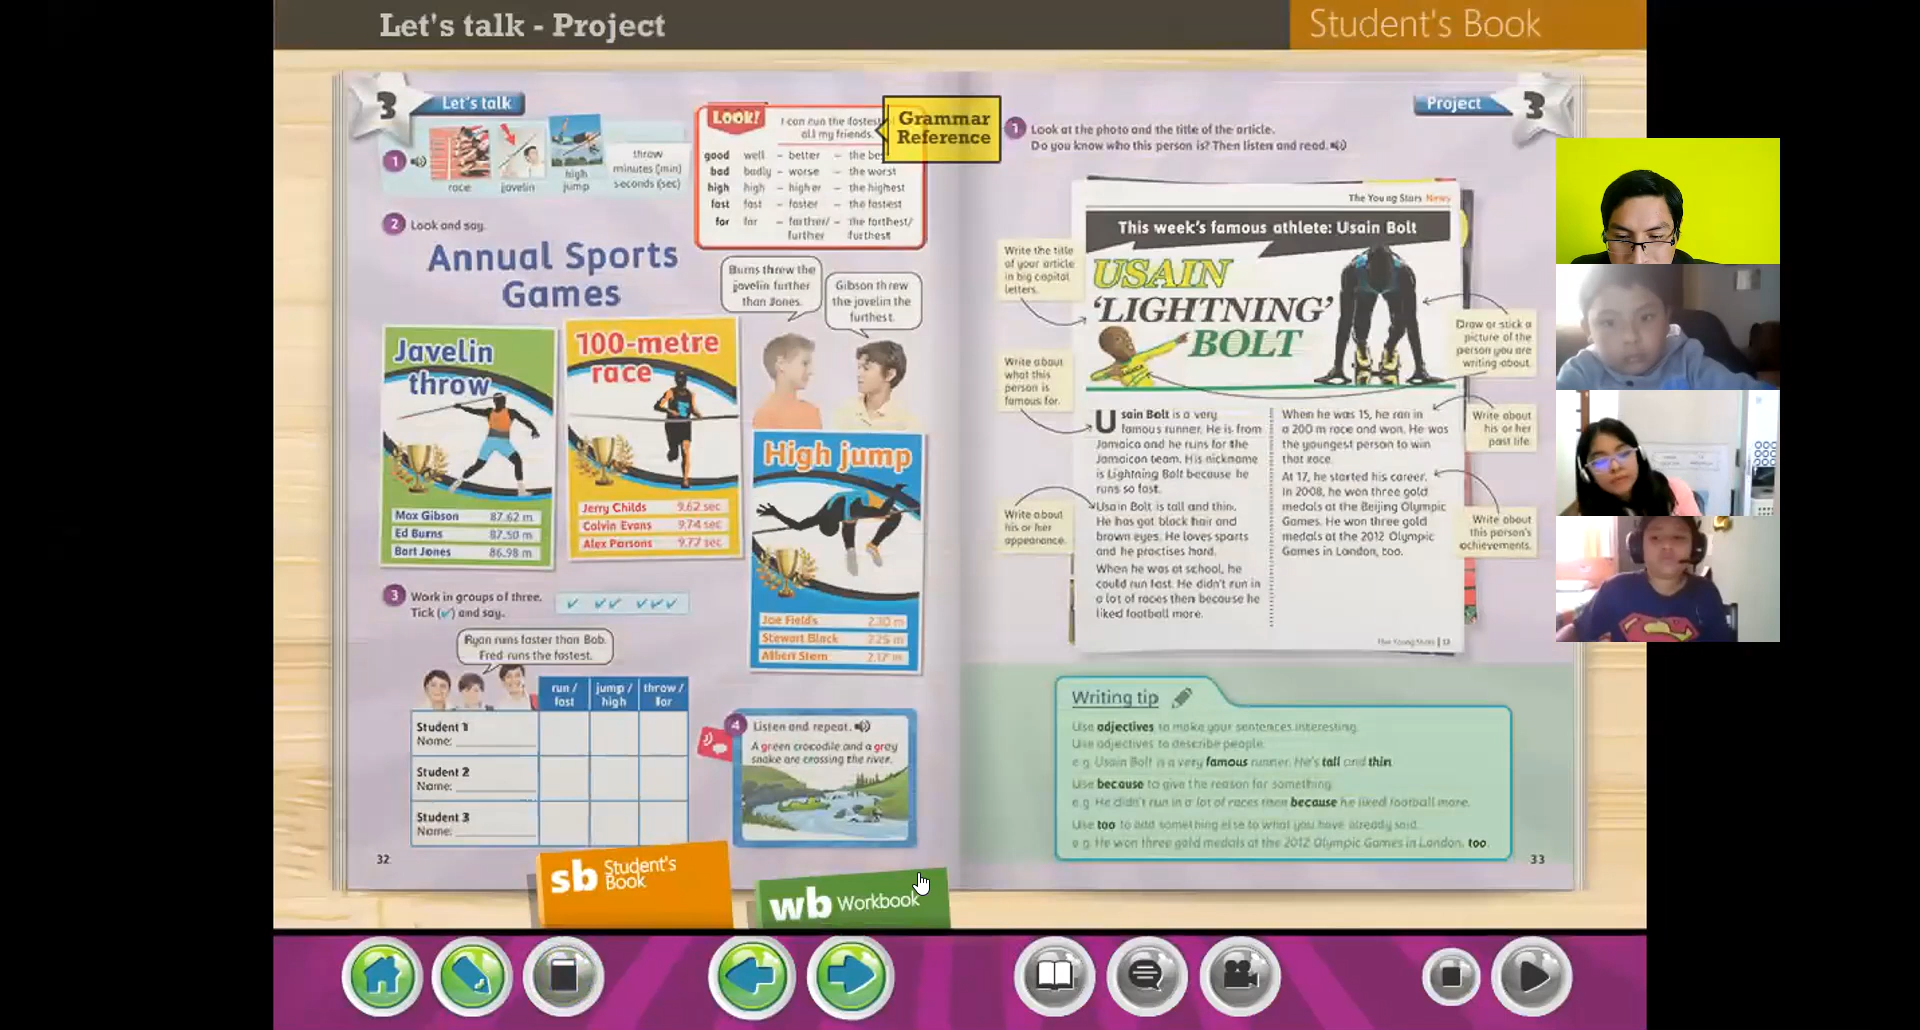 Let's talk - Project
Student's Book
3
Let's talk
1
race
javelin
high
jump
throw
minutes (min)
seconds (sec)
LOOK!
I can run the fastest
all my friends.
Grammar
Reference
good well - better - the bes
bad badly - worse - the worst
high high - higher - the highest
fast fast - faster - the fastest
far far - farther/ - the farthest/
further furthest
2 Look and say.
Annual Sports
Games
Burns threw the
javelin further
than Jones.
Gibson threw
the javelin the
furthest.
Javelin
throw
Max Gibson 87.62 m
Ed Burns 87.50 m
Bart Jones 86.98 m
100-metre
race
Jerry Childs 9.62 sec
Calvin Evans 9.74 sec
Alex Parsons 9.77 sec
High jump
Joe Fields 2.30 m
Stewart Black 2.25 m
Albert Stern 2.17 m
3 Work in groups of three.
Tick (✓) and say.
✓ ✓✓ ✓✓✓
Ryan runs faster than Bob.
Fred runs the fastest.
run /
fast
jump /
high
throw /
far
Student 1
Name:
Student 2
Name:
Student 3
Name:
4 Listen and repeat.
A green crocodile and a grey
snake are crossing the river.
32
Project
3
1 Look at the photo and the title of the article.
Do you know who this person is? Then listen and read.
The Young Stars News
This week's famous athlete: Usain Bolt
USAIN
'LIGHTNING'
BOLT
Write the title
of your article
in big capital
letters.
Write about
what this
person is
famous for.
Write about
his or her
appearance.
Usain Bolt is a very
famous runner. He is from
Jamaica and he runs for the
Jamaican team. His nickname
is Lightning Bolt because he
runs so fast.
Usain Bolt is tall and thin.
He has got black hair and
brown eyes. He loves sports
and he practises hard.
When he was at school, he
could run fast. He didn't run in
a lot of races then because he
liked football more.
When he was 15, he ran in
a 200 m race and won. He was
the youngest person to win
that race.
At 17, he started his career.
In 2008, he won three gold
medals at the Beijing Olympic
Games. He won three gold
medals at the 2012 Olympic
Games in London, too.
The Young Stars | 13
Draw or stick a
picture of the
person you are
writing about.
Write about
his or her
past life.
Write about
this person's
achievements.
Writing tip
Use adjectives to make your sentences interesting.
Use adjectives to describe people.
e.g. Usain Bolt is a very famous runner. He's tall and thin.
Use because to give the reason for something.
e.g. He didn't run in a lot of races then because he liked football more.
Use too to add something else to what you have already said.
e.g. He won three gold medals at the 2012 Olympic Games in London, too.
33
sb Student's
Book
wb Workbook